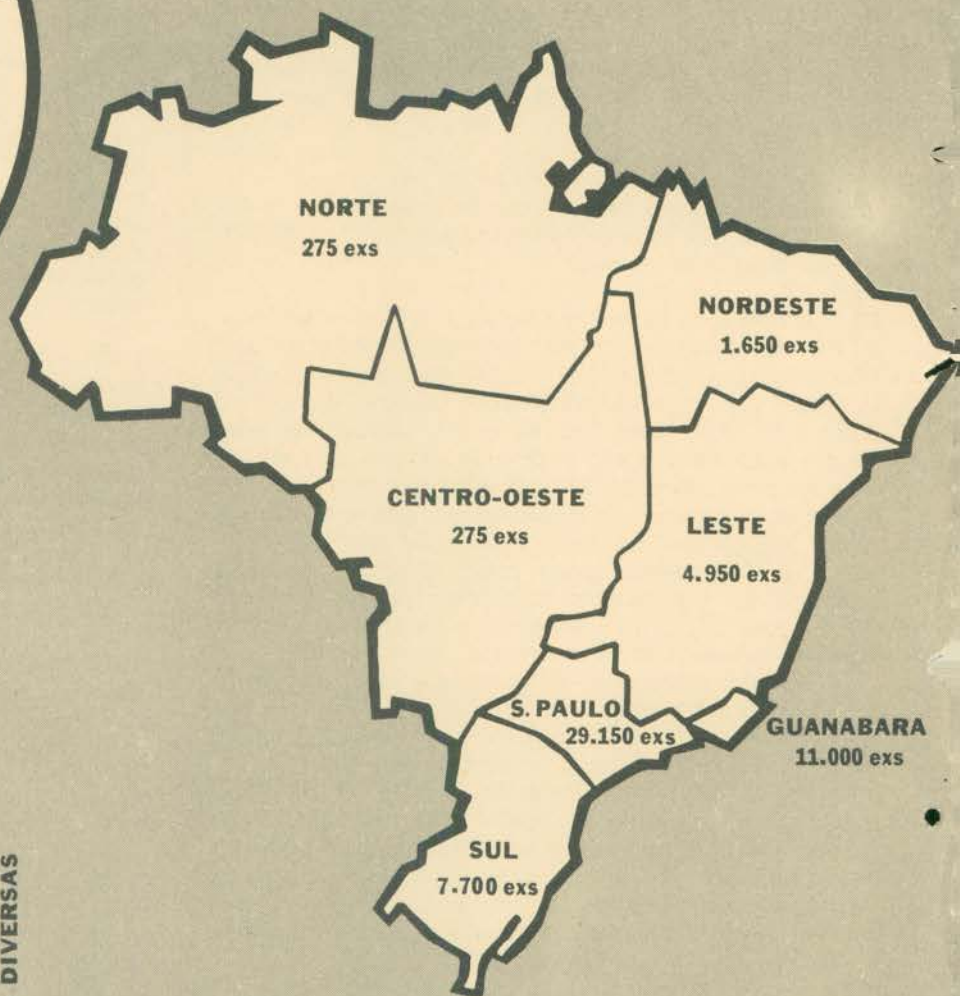 NORTE
275 exs
NORDESTE
1.650 exs
CENTRO-OESTE
275 exs
LESTE
4.950 exs
S. PAULO
29.150 exs
GUANABARA
11.000 exs
SUL
7.700 exs
DIVERSAS